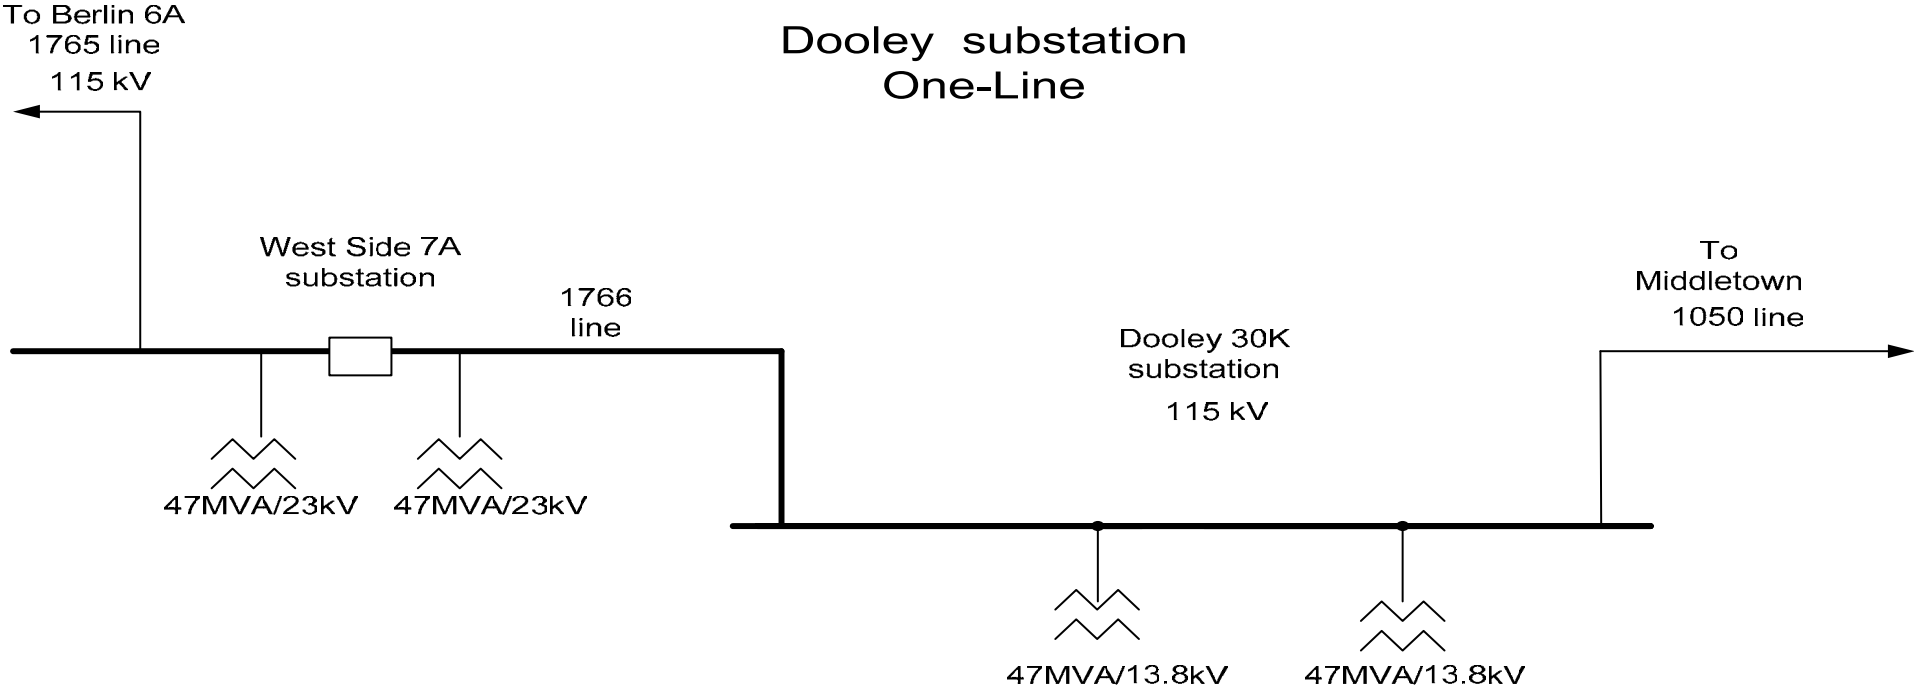 To Berlin 6A
1765 line
115 kV
Dooley substation
One-Line
West Side 7A
substation
1766
line
47MVA/23kV
47MVA/23kV
Dooley 30K
substation
115 kV
To
Middletown
1050 line
47MVA/13.8kV
47MVA/13.8kV